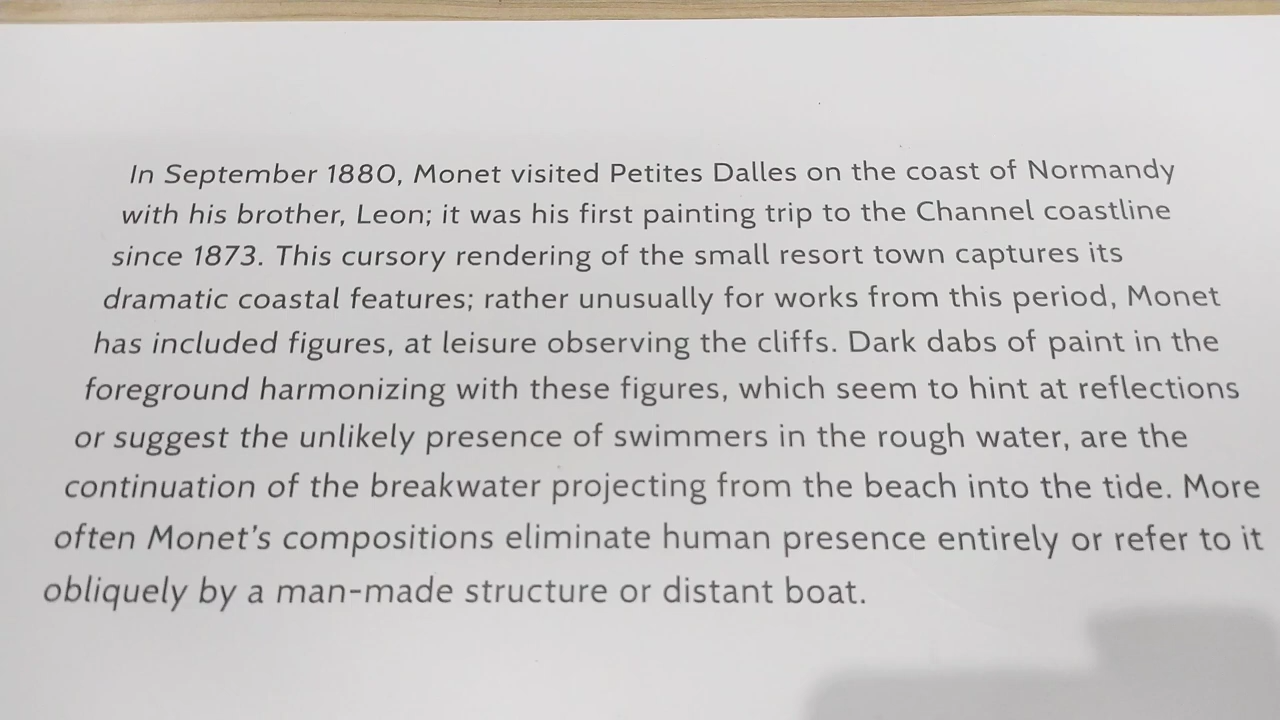 In September 1880, Monet visited Petites Dalles on the coast of Normandy
with his brother, Leon; it was his first painting trip to the Channel coastline
since 1873. This cursory rendering of the small resort town captures its
dramatic coastal features; rather unusually for works from this period, Monet
has included figures, at leisure observing the cliffs. Dark dabs of paint in the
foreground harmonizing with these figures, which seem to hint at reflections
or suggest the unlikely presence of swimmers in the rough water, are the
continuation of the breakwater projecting from the beach into the tide. More
often Monet’s compositions eliminate human presence entirely or refer to it
obliquely by a man-made structure or distant boat.